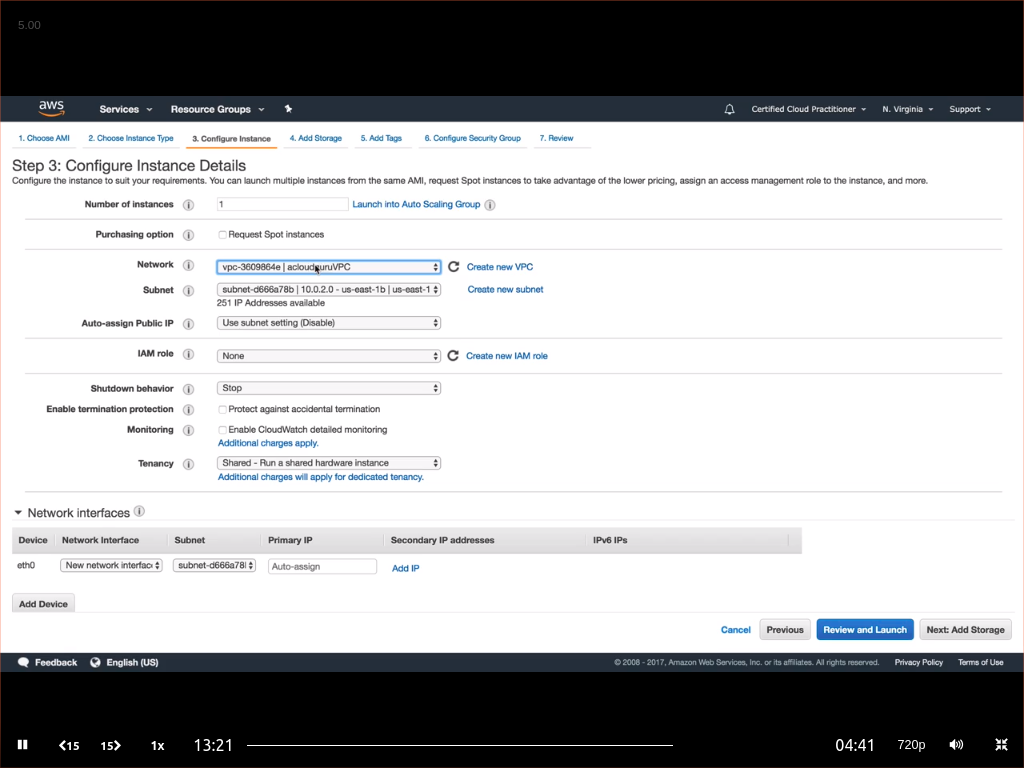 5.00
aws Services Resource Groups Certified Cloud Practitioner N. Virginia Support
1. Choose AMI 2. Choose Instance Type 3. Configure Instance 4. Add Storage 5. Add Tags 6. Configure Security Group 7. Review
Step 3: Configure Instance Details
Configure the instance to suit your requirements. You can launch multiple instances from the same AMI, request Spot instances to take advantage of the lower pricing, assign an access management role to the instance, and more.
Number of instances i 1 Launch into Auto Scaling Group i
Purchasing option i Request Spot instances
Network i vpc-3609864e | acloudguruVPC Create new VPC
Subnet i subnet-d666a78b | 10.0.2.0 - us-east-1b | us-east-1 Create new subnet
251 IP Addresses available
Auto-assign Public IP i Use subnet setting (Disable)
IAM role i None Create new IAM role
Shutdown behavior i Stop
Enable termination protection i Protect against accidental termination
Monitoring i Enable CloudWatch detailed monitoring
Additional charges apply.
Tenancy i Shared - Run a shared hardware instance
Additional charges will apply for dedicated tenancy.
Network interfaces i
Device Network Interface Subnet Primary IP Secondary IP addresses IPv6 IPs
eth0 New network interfac subnet-d666a78 Auto-assign Add IP
Add Device
Cancel Previous Review and Launch Next: Add Storage
Feedback English (US) © 2008 - 2017, Amazon Web Services, Inc. or its affiliates. All rights reserved. Privacy Policy Terms of Use
15 15 1x 13:21 04:41 720p